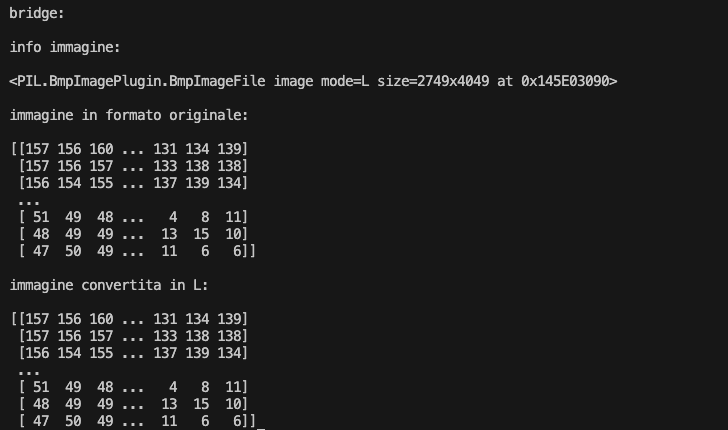 bridge:
info immagine:
<PIL.BmpImagePlugin.BmpImageFile image mode=L size=2749x4049 at 0x145E03090>
immagine in formato originale:
[[157 156 160 ... 131 134 139]
 [157 156 157 ... 133 138 138]
 [156 154 155 ... 137 139 134]
 ...
 [ 51  49  48 ...   4   8  11]
 [ 48  49  49 ...  13  15  10]
 [ 47  50  49 ...  11   6   6]]
immagine convertita in L:
[[157 156 160 ... 131 134 139]
 [157 156 157 ... 133 138 138]
 [156 154 155 ... 137 139 134]
 ...
 [ 51  49  48 ...   4   8  11]
 [ 48  49  49 ...  13  15  10]
 [ 47  50  49 ...  11   6   6]]